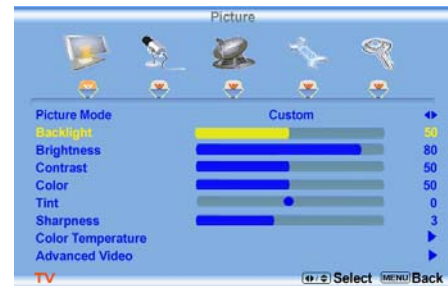 Picture
Picture Mode Custom
Backlight 50
Brightness 80
Contrast 50
Color 50
Tint 0
Sharpness 3
Color Temperature
Advanced Video
TV Select MENU Back